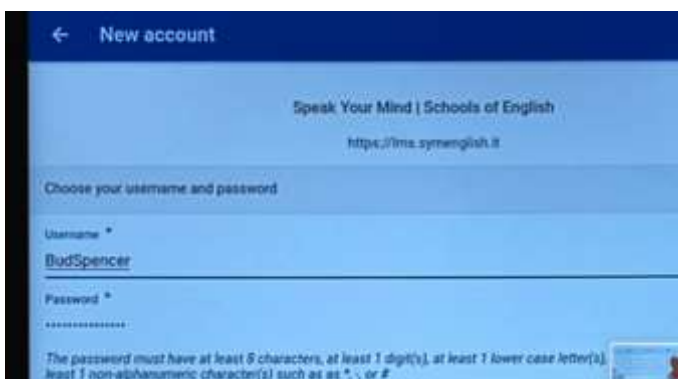 ← New account
Speak Your Mind | Schools of English
https://lms.symenglish.it
Choose your username and password
Username *
BudSpencer
Password *
The password must have at least 8 characters, at least 1 digit(s), at least 1 lower case letter(s),
least 1 non-alphanumeric character(s) such as as *, -, or #